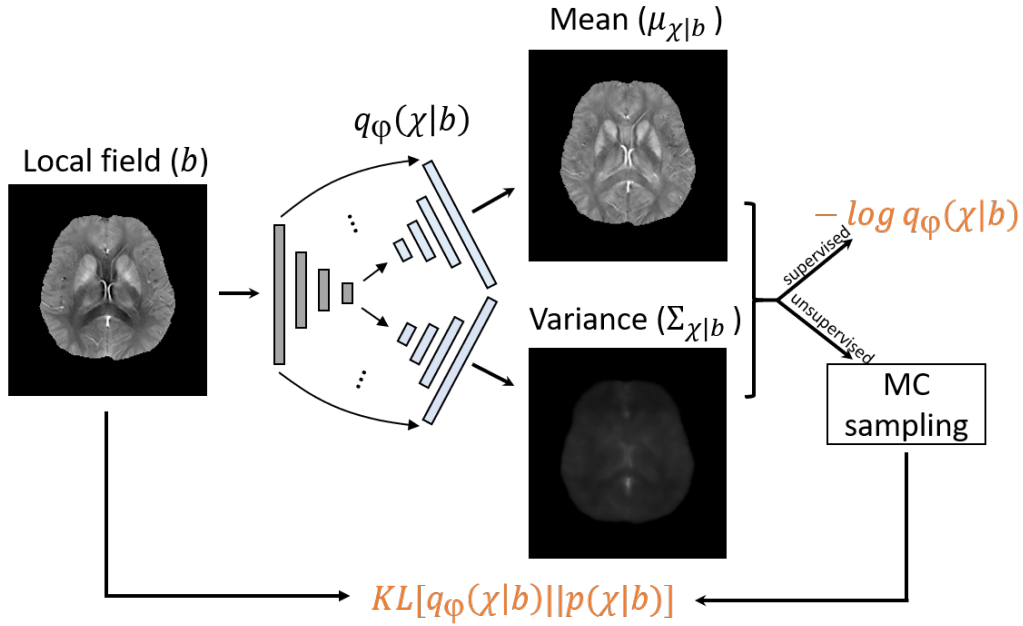 Mean (μχ|b)
qφ(χ|b)
Local field (b)
− log qφ(χ|b)
supervised
unsupervised
Variance (Σχ|b)
MC
sampling
KL[qφ(χ|b)||p(χ|b)]